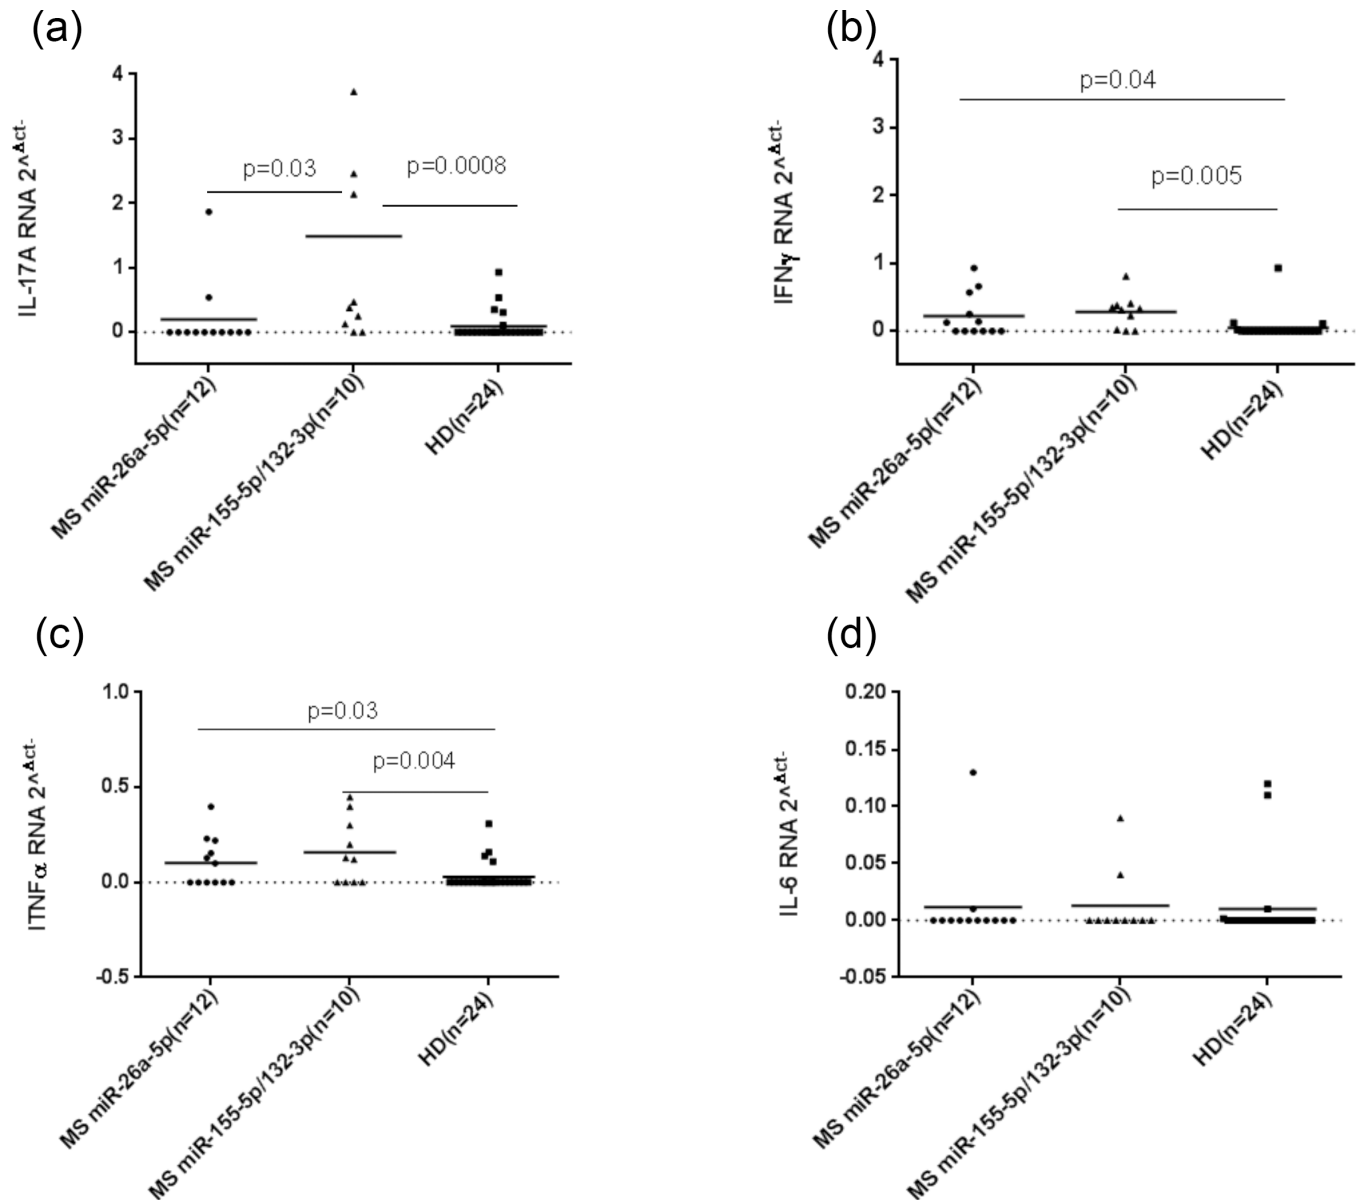 (a)
IL-17A RNA 2^Δct-
4
3
2
1
0
p=0.03
p=0.0008
MS miR-26a-5p(n=12)
MS miR-155-5p/132-3p(n=10)
HD(n=24)
(b)
IFNγ RNA 2^Δct-
4
3
2
1
0
p=0.04
p=0.005
MS miR-26a-5p(n=12)
MS miR-155-5p/132-3p(n=10)
HD(n=24)
(c)
ITNFα RNA 2^Δct-
1.0
0.5
0.0
-0.5
p=0.03
p=0.004
MS miR-26a-5p(n=12)
MS miR-155-5p/132-3p(n=10)
HD(n=24)
(d)
IL-6 RNA 2^Δct-
0.20
0.15
0.10
0.05
0.00
-0.05
MS miR-26a-5p(n=12)
MS miR-155-5p/132-3p(n=10)
HD(n=24)